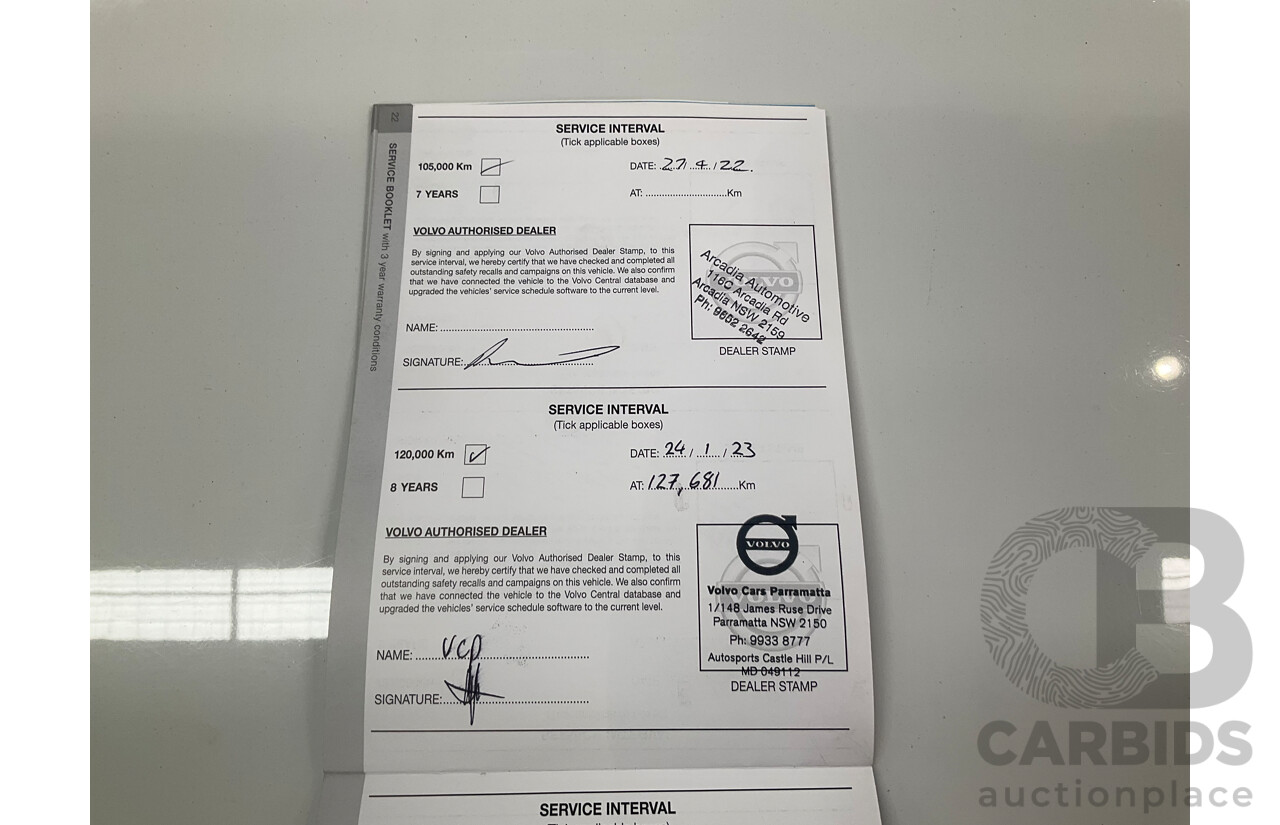 22
SERVICE BOOKLET with 3 year warranty conditions
SERVICE INTERVAL
(Tick applicable boxes)
105,000 Km
DATE: 27/4/22.
7 YEARS
AT: ............................Km
VOLVO AUTHORISED DEALER
By signing and applying our Volvo Authorised Dealer Stamp, to this
service interval, we hereby certify that we have checked and completed all
outstanding safety recalls and campaigns on this vehicle. We also confirm
that we have connected the vehicle to the Volvo Central database and
upgraded the vehicles' service schedule software to the current level.
VOLVO
Arcadia Automotive
116C Arcadia Rd
Arcadia NSW 2159
Ph: 9652 2642
DEALER STAMP
NAME:
SIGNATURE:
SERVICE INTERVAL
(Tick applicable boxes)
120,000 Km
DATE: 24/1/23
8 YEARS
AT: 127,681 Km
VOLVO AUTHORISED DEALER
By signing and applying our Volvo Authorised Dealer Stamp, to this
service interval, we hereby certify that we have checked and completed all
outstanding safety recalls and campaigns on this vehicle. We also confirm
that we have connected the vehicle to the Volvo Central database and
upgraded the vehicles' service schedule software to the current level.
VOLVO
Volvo Cars Parramatta
1/148 James Ruse Drive
Parramatta NSW 2150
Ph: 9933 8777
Autosports Castle Hill P/L
MD 049112
DEALER STAMP
NAME: VCP
SIGNATURE:
SERVICE INTERVAL
CB
CARBIDS
auctionplace